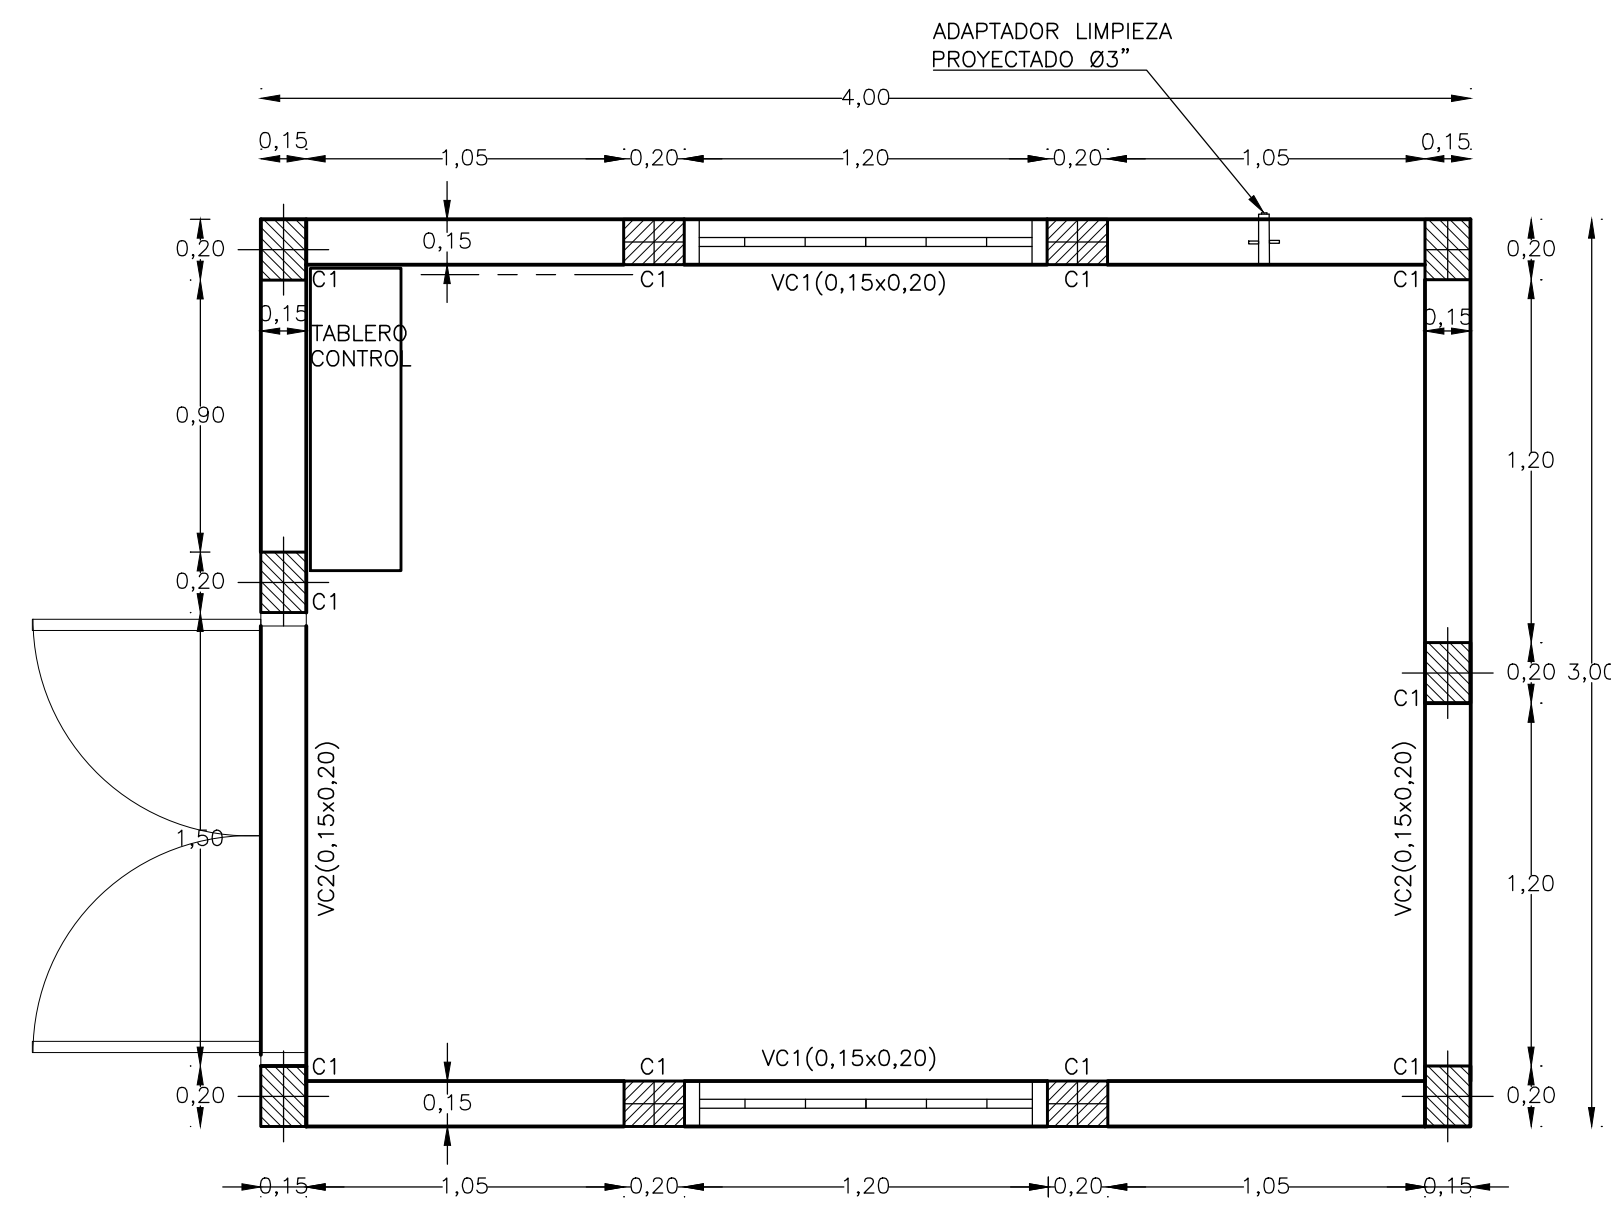 ADAPTADOR LIMPIEZA
PROYECTADO Ø3”
4,00
0,15
1,05
0,20
1,20
0,20
1,05
0,15
0,20
0,15
C1
C1
VC1(0,15x0,20)
C1
C1
0,20
0,15
TABLERO
CONTROL
0,15
0,90
1,20
0,20
C1
0,20
3,00
C1
VC2(0,15x0,20)
VC2(0,15x0,20)
1,50
1,20
C1
C1
VC1(0,15x0,20)
C1
C1
0,20
0,15
0,20
0,15
1,05
0,20
1,20
0,20
1,05
0,15